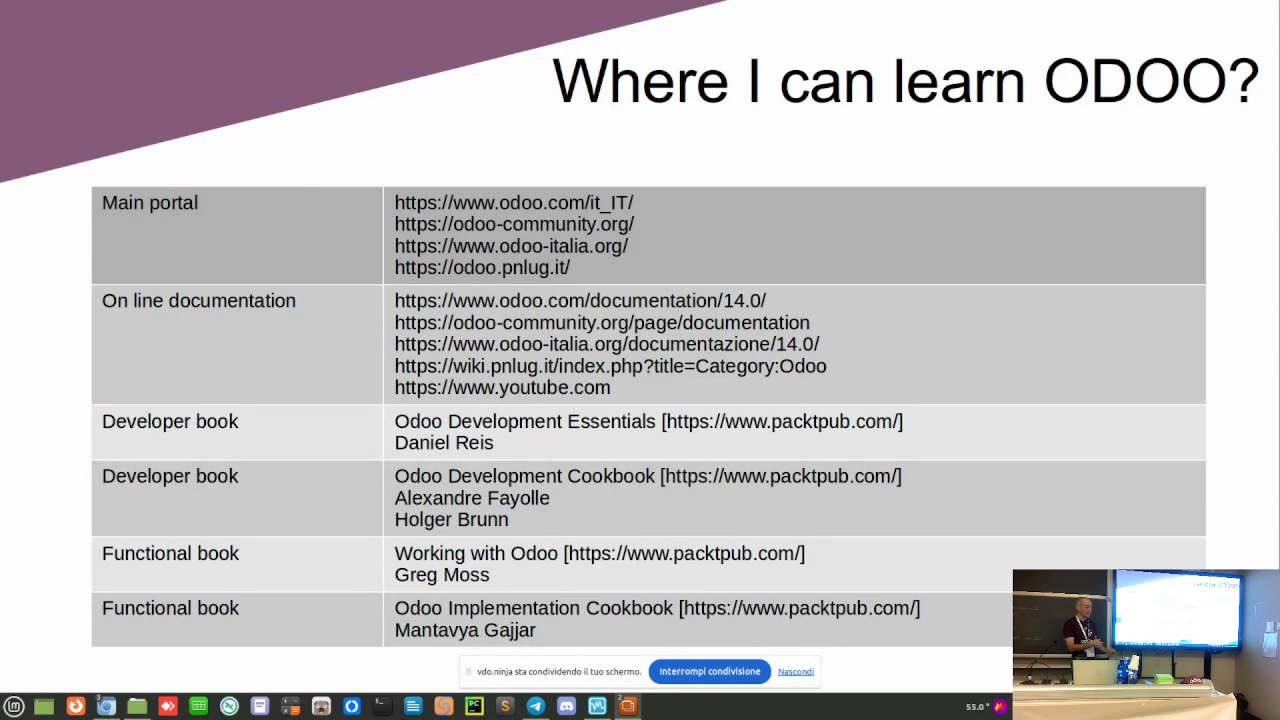 Where I can learn ODOO?
Main portal
https://www.odoo.com/it_IT/
https://odoo-community.org/
https://www.odoo-italia.org/
https://odoo.pnlug.it/
On line documentation
https://www.odoo.com/documentation/14.0/
https://odoo-community.org/page/documentation
https://www.odoo-italia.org/documentazione/14.0/
https://wiki.pnlug.it/index.php?title=Category:Odoo
https://www.youtube.com
Developer book
Odoo Development Essentials [https://www.packtpub.com/]
Daniel Reis
Developer book
Odoo Development Cookbook [https://www.packtpub.com/]
Alexandre Fayolle
Holger Brunn
Functional book
Working with Odoo [https://www.packtpub.com/]
Greg Moss
Functional book
Odoo Implementation Cookbook [https://www.packtpub.com/]
Mantavya Gajjar
vdo.ninja sta condividendo il tuo schermo.
Interrompi condivisione
Nascondi
55.0°